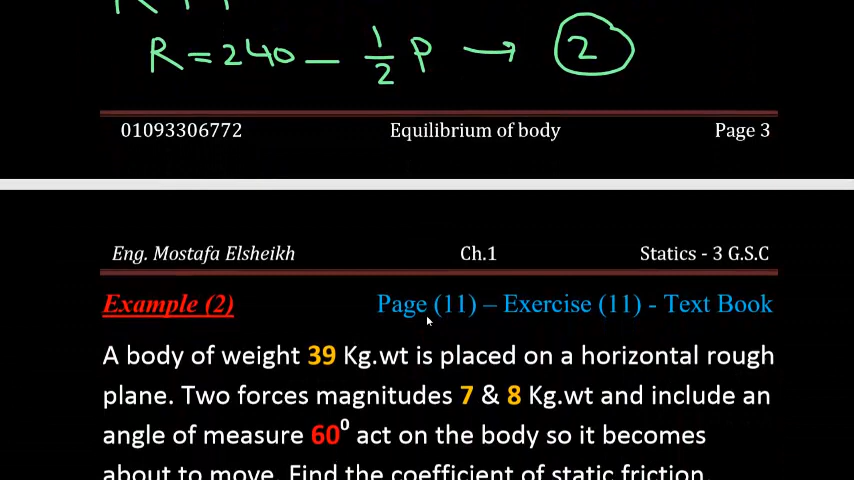 R = 240 - 1/2 P → 2
01093306772 Equilibrium of body Page 3
Eng. Mostafa Elsheikh Ch.1 Statics - 3 G.S.C
Example (2) Page (11) – Exercise (11) - Text Book
A body of weight 39 Kg.wt is placed on a horizontal rough
plane. Two forces magnitudes 7 & 8 Kg.wt and include an
angle of measure 60⁰ act on the body so it becomes
about to move. Find the coefficient of static friction.